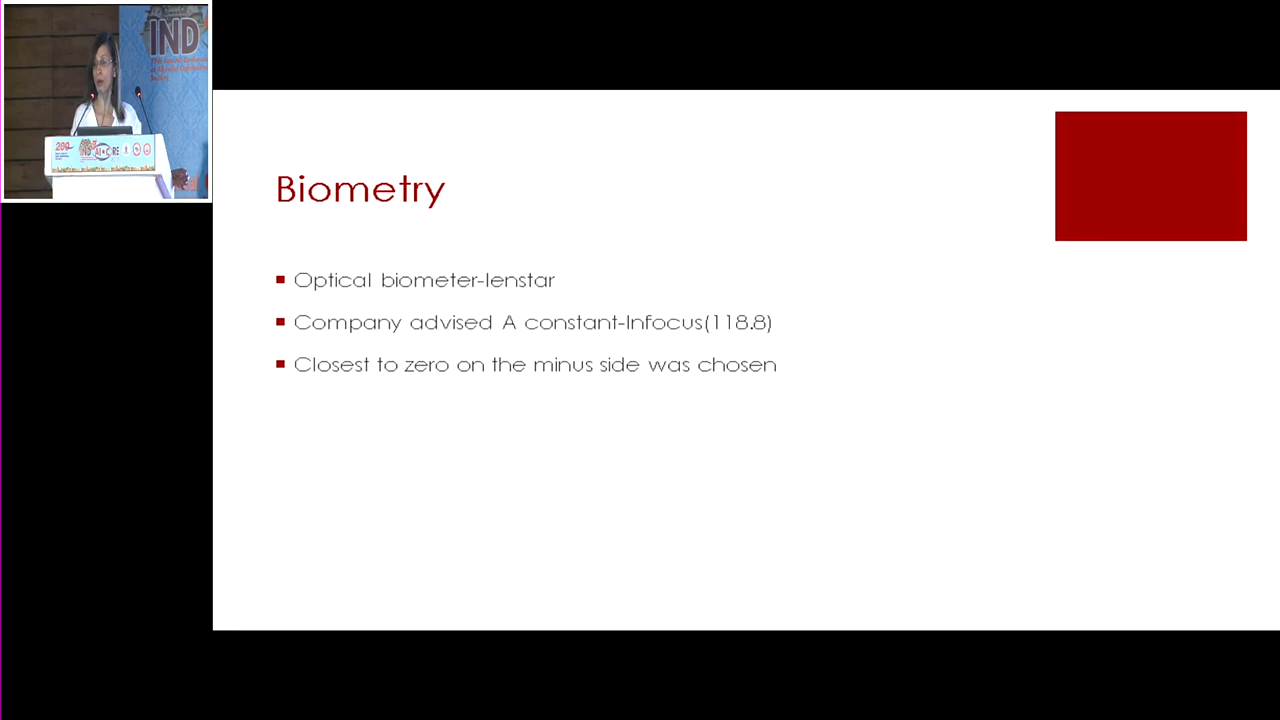 IND
Biometry
Optical biometer-lenstar
Company advised A constant-Infocus(118.8)
Closest to zero on the minus side was chosen